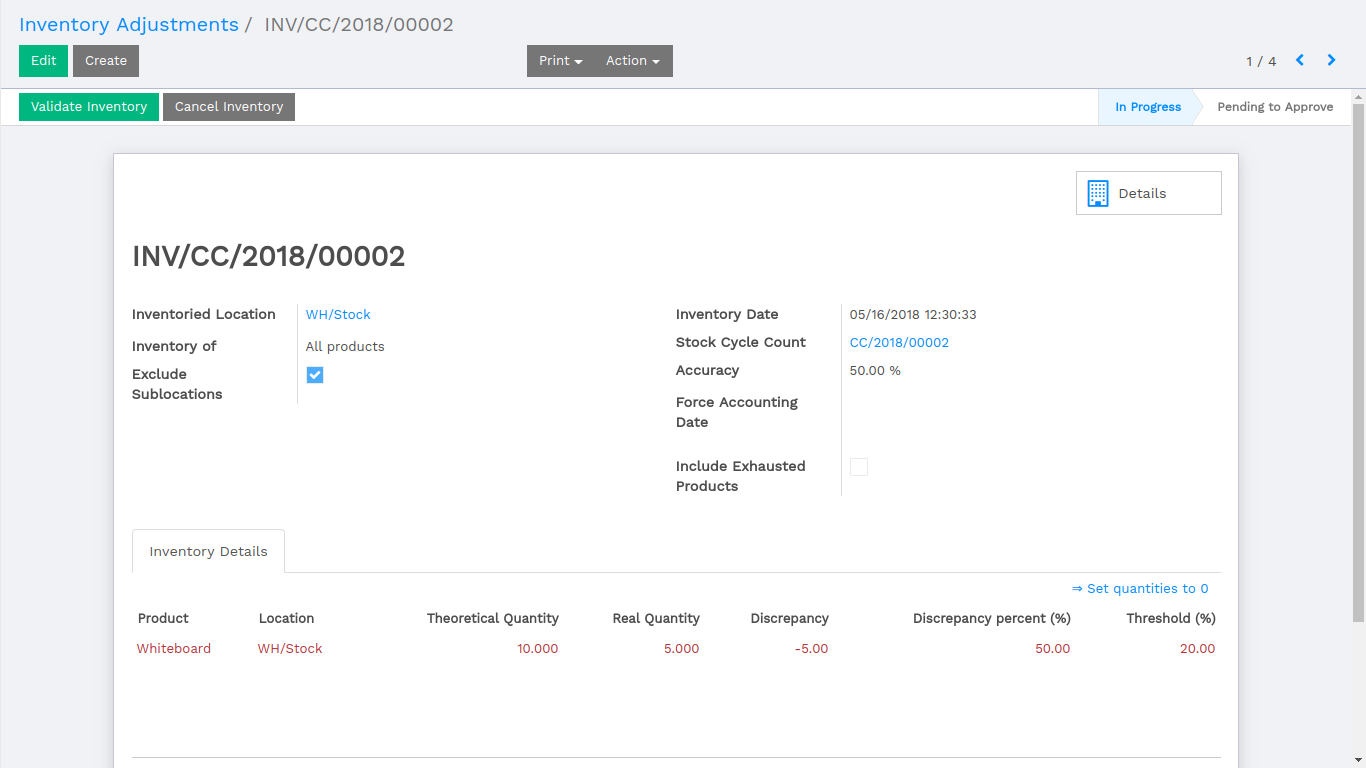 Inventory Adjustments / INV/CC/2018/00002
Edit Create Print Action 1 / 4
Validate Inventory Cancel Inventory In Progress Pending to Approve
Details
INV/CC/2018/00002
Inventoried Location WH/Stock
Inventory of All products
Exclude
Sublocations
Inventory Date 05/16/2018 12:30:33
Stock Cycle Count CC/2018/00002
Accuracy 50.00 %
Force Accounting
Date
Include Exhausted
Products
Inventory Details
⇒ Set quantities to 0
Product Location Theoretical Quantity Real Quantity Discrepancy Discrepancy percent (%) Threshold (%)
Whiteboard WH/Stock 10.000 5.000 -5.00 50.00 20.00